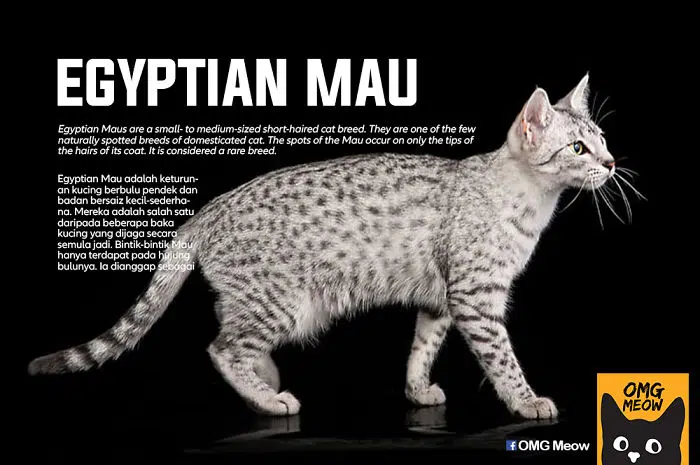 EGYPTIAN MAU
Egyptian Maus are a small- to medium-sized short-haired cat breed. They are one of the few
naturally spotted breeds of domesticated cat. The spots of the Mau occur on only the tips of
the hairs of its coat. It is considered a rare breed.
Egyptian Mau adalah keturun-
an kucing berbulu pendek dan
badan bersaiz kecil-sederha-
na. Mereka adalah salah satu
daripada beberapa baka
kucing yang dijaga secara
semula jadi. Bintik-bintik Mau
hanya terdapat pada hujung
bulunya. Ia dianggap sebagai
OMG
MEOW
f OMG Meow